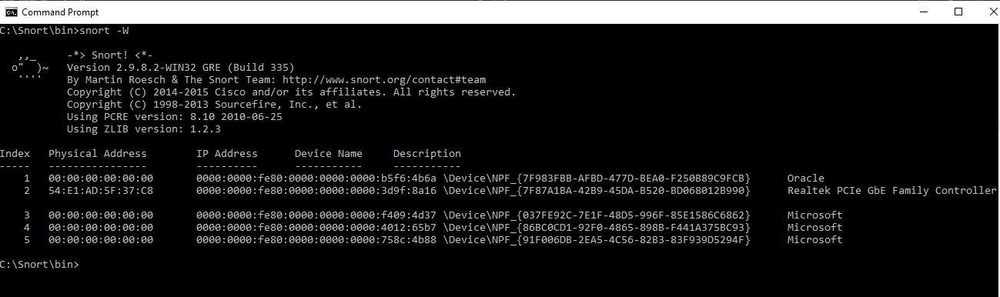 Command Prompt
C:\Snort\bin>snort -W
,,_     -*> Snort! <*-
o"  )~   Version 2.9.8.2-WIN32 GRE (Build 335)
''''    By Martin Roesch & The Snort Team: http://www.snort.org/contact#team
Copyright (C) 2014-2015 Cisco and/or its affiliates. All rights reserved.
Copyright (C) 1998-2013 Sourcefire, Inc., et al.
Using PCRE version: 8.10 2010-06-25
Using ZLIB version: 1.2.3
Index   Physical Address        IP Address      Device Name     Description
-----   ----------------        ----------      -----------     -----------
1   00:00:00:00:00:00       0000:0000:fe80:0000:0000:0000:b5f6:4b6a \Device\NPF_{7F983FBB-AFBD-477D-BEA0-F250B89C9FCB}      Oracle
2   54:E1:AD:5F:37:C8       0000:0000:fe80:0000:0000:0000:3d9f:8a16 \Device\NPF_{7F87A1BA-42B9-45DA-B520-BD068012B990}      Realtek PCIe GbE Family Controller
3   00:00:00:00:00:00       0000:0000:fe80:0000:0000:0000:f409:4d37 \Device\NPF_{037FE92C-7E1F-48D5-996F-85E1586C6862}      Microsoft
4   00:00:00:00:00:00       0000:0000:fe80:0000:0000:0000:4012:65b7 \Device\NPF_{86BC0CD1-92F0-4865-898B-F441A375BC93}      Microsoft
5   00:00:00:00:00:00       0000:0000:fe80:0000:0000:0000:758c:4b88 \Device\NPF_{91F006DB-2EA5-4C56-82B3-83F939D5294F}      Microsoft
C:\Snort\bin>